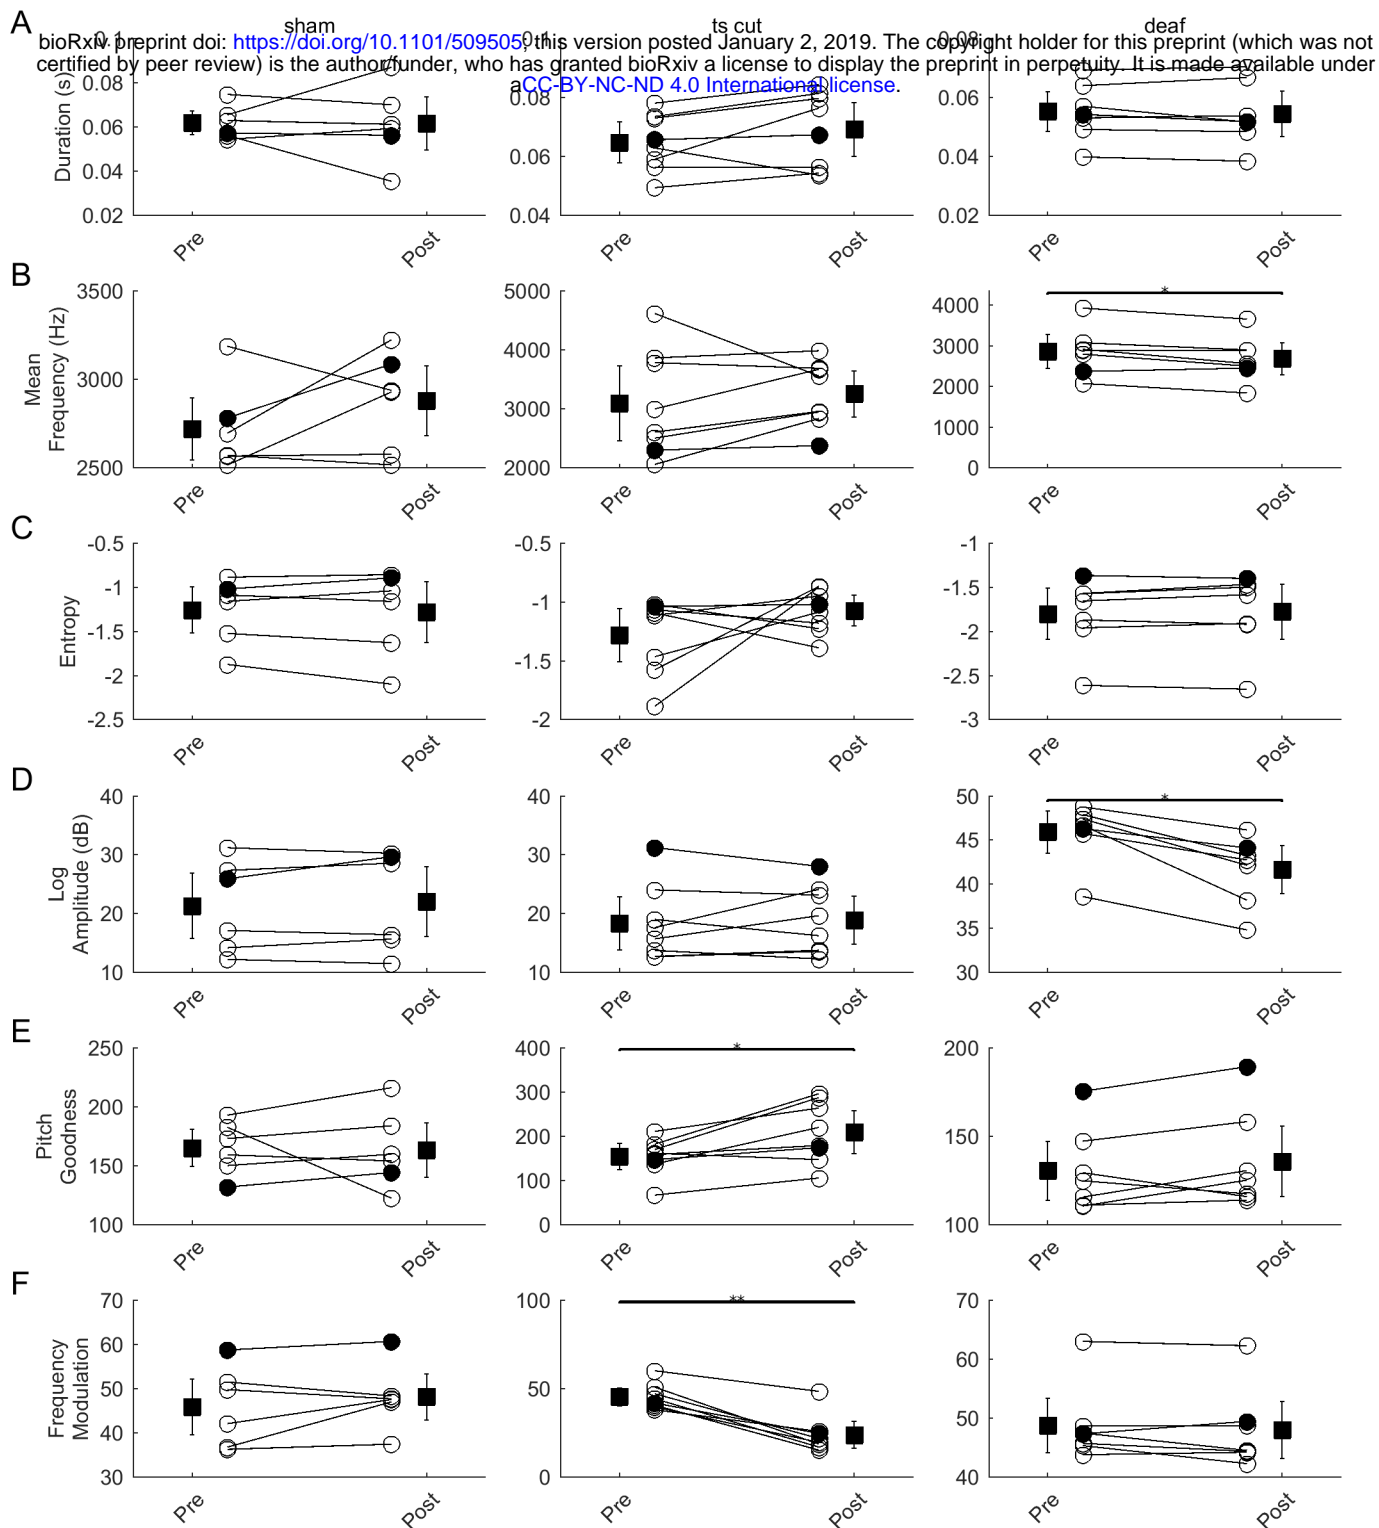 A
sham
ts cut
deaf
bioRxiv preprint doi: https://doi.org/10.1101/509505; this version posted January 2, 2019. The copyright holder for this preprint (which was not
certified by peer review) is the author/funder, who has granted bioRxiv a license to display the preprint in perpetuity. It is made available under
aCC-BY-NC-ND 4.0 International license.
Duration (s)
0.1
0.08
0.06
0.04
0.02
Pre
Post
0.1
0.08
0.06
0.04
Pre
Post
0.08
0.06
0.04
0.02
Pre
Post
B
Mean
Frequency (Hz)
3500
3000
2500
Pre
Post
5000
4000
3000
2000
Pre
Post
*
4000
3000
2000
1000
0
Pre
Post
C
Entropy
-0.5
-1
-1.5
-2
-2.5
Pre
Post
-0.5
-1
-1.5
-2
Pre
Post
-1
-1.5
-2
-2.5
-3
Pre
Post
D
Log
Amplitude (dB)
40
30
20
10
Pre
Post
40
30
20
10
Pre
Post
*
50
45
40
35
30
Pre
Post
E
Pitch
Goodness
250
200
150
100
Pre
Post
*
400
300
200
100
0
Pre
Post
200
150
100
Pre
Post
F
Frequency
Modulation
70
60
50
40
30
Pre
Post
**
100
50
0
Pre
Post
70
60
50
40
Pre
Post